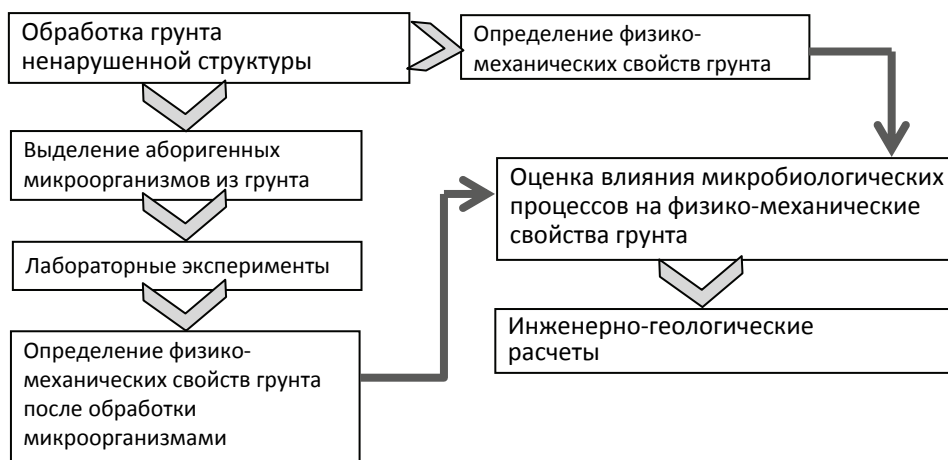 Обработка грунта
ненарушенной структуры
Определение физико-
механических свойств грунта
Выделение аборигенных
микроорганизмов из грунта
Лабораторные эксперименты
Определение физико-
механических свойств грунта
после обработки
микроорганизмами
Оценка влияния микробиологических
процессов на физико-механические
свойства грунта
Инженерно-геологические
расчеты